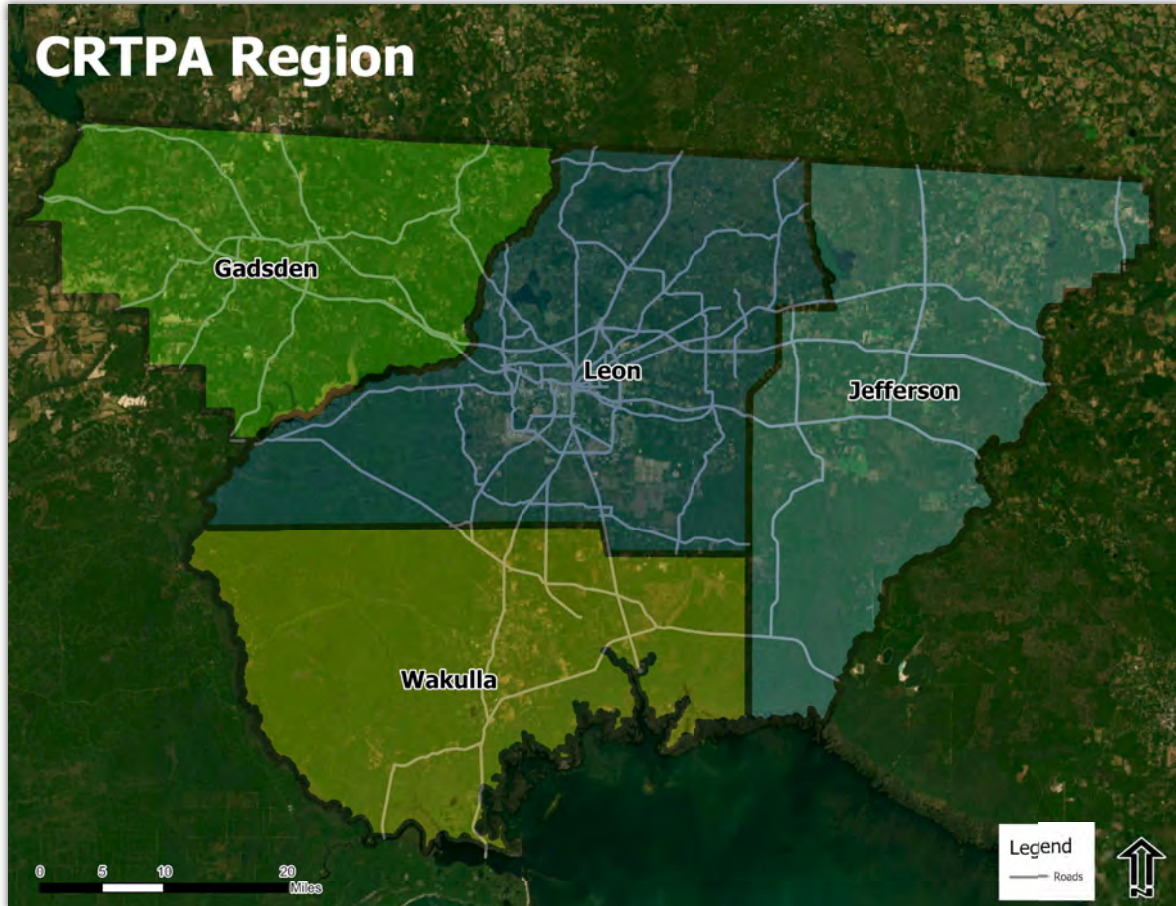 CRTPA Region
Gadsden
Leon
Jefferson
Wakulla
0 5 10 20
Miles
Legend
Roads
N